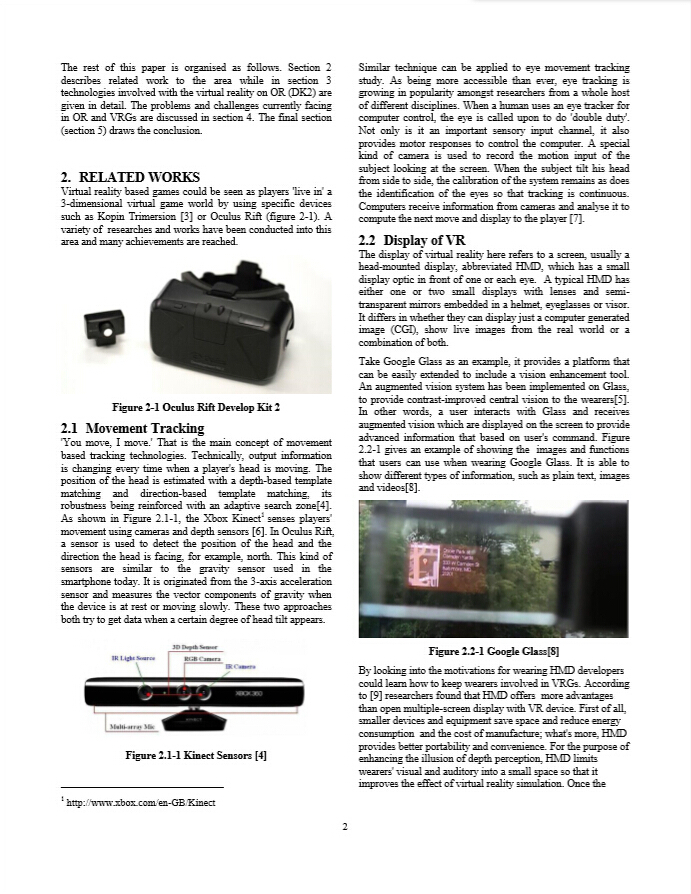 The rest of this paper is organised as follows. Section 2
describes related work to the area while in section 3
technologies involved with the virtual reality on OR (DK2) are
given in detail. The problems and challenges currently facing
in OR and VRGs are discussed in section 4. The final section
(section 5) draws the conclusion.
2. RELATED WORKS
Virtual reality based games could be seen as players 'live in' a
3-dimensional virtual game world by using specific devices
such as Kopin Trimersion [3] or Oculus Rift (figure 2-1). A
variety of researches and works have been conducted into this
area and many achievements are reached.
Figure 2-1 Oculus Rift Develop Kit 2
2.1 Movement Tracking
'You move, I move.' That is the main concept of movement
based tracking technologies. Technically, output information
is changing every time when a player's head is moving. The
position of the head is estimated with a depth-based template
matching and direction-based template matching, its
robustness being reinforced with an adaptive search zone[4].
As shown in Figure 2.1-1, the Xbox Kinect1 senses players'
movement using cameras and depth sensors [6]. In Oculus Rift,
a sensor is used to detect the position of the head and the
direction the head is facing, for example, north. This kind of
sensors are similar to the gravity sensor used in the
smartphone today. It is originated from the 3-axis acceleration
sensor and measures the vector components of gravity when
the device is at rest or moving slowly. These two approaches
both try to get data when a certain degree of head tilt appears.
3D Depth Sensor
IR Light Source
RGB Camera
IR Camera
XBOX360
KINECT
Multi-array Mic
Figure 2.1-1 Kinect Sensors [4]
1 http://www.xbox.com/en-GB/Kinect
Similar technique can be applied to eye movement tracking
study. As being more accessible than ever, eye tracking is
growing in popularity amongst researchers from a whole host
of different disciplines. When a human uses an eye tracker for
computer control, the eye is called upon to do 'double duty'.
Not only is it an important sensory input channel, it also
provides motor responses to control the computer. A special
kind of camera is used to record the motion input of the
subject looking at the screen. When the subject tilt his head
from side to side, the calibration of the system remains as does
the identification of the eyes so that tracking is continuous.
Computers receive information from cameras and analyse it to
compute the next move and display to the player [7].
2.2 Display of VR
The display of virtual reality here refers to a screen, usually a
head-mounted display, abbreviated HMD, which has a small
display optic in front of one or each eye. A typical HMD has
either one or two small displays with lenses and semi-
transparent mirrors embedded in a helmet, eyeglasses or visor.
It differs in whether they can display just a computer generated
image (CGI), show live images from the real world or a
combination of both.
Take Google Glass as an example, it provides a platform that
can be easily extended to include a vision enhancement tool.
An augmented vision system has been implemented on Glass,
to provide contrast-improved central vision to the wearers[5].
In other words, a user interacts with Glass and receives
augmented vision which are displayed on the screen to provide
advanced information that based on user's command. Figure
2.2-1 gives an example of showing the images and functions
that users can use when wearing Google Glass. It is able to
show different types of information, such as plain text, images
and videos[8].
Figure 2.2-1 Google Glass[8]
By looking into the motivations for wearing HMD developers
could learn how to keep wearers involved in VRGs. According
to [9] researchers found that HMD offers more advantages
than open multiple-screen display with VR device. First of all,
smaller devices and equipment save space and reduce energy
consumption and the cost of manufacture; what's more, HMD
provides better portability and convenience. For the purpose of
enhancing the illusion of depth perception, HMD limits
wearers' visual and auditory into a small space so that it
improves the effect of virtual reality simulation. Once the
2